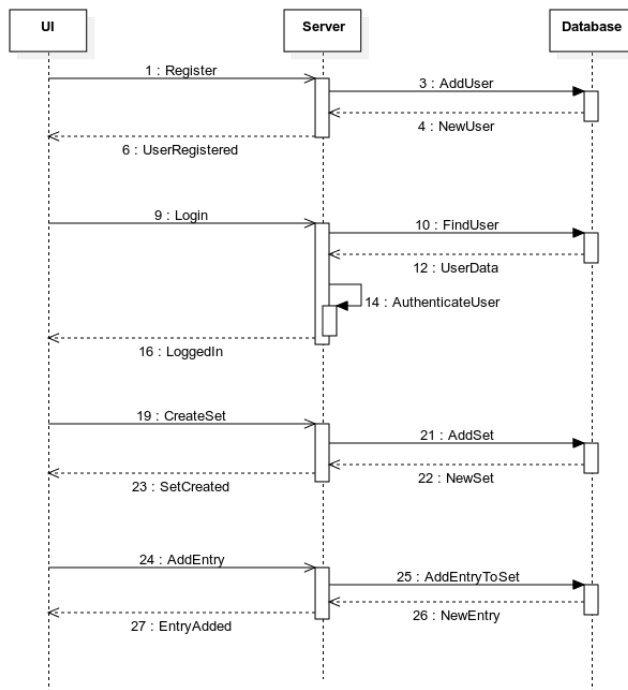 UI
Server
Database
1 : Register
3 : AddUser
4 : NewUser
6 : UserRegistered
9 : Login
10 : FindUser
12 : UserData
14 : AuthenticateUser
16 : LoggedIn
19 : CreateSet
21 : AddSet
22 : NewSet
23 : SetCreated
24 : AddEntry
25 : AddEntryToSet
26 : NewEntry
27 : EntryAdded